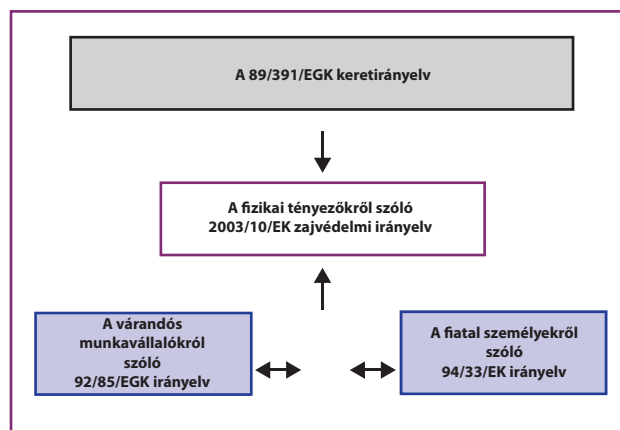 A 89/391/EGK keretirányelv
A fizikai tényezőkről szóló
2003/10/EK zajvédelmi irányelv
A várandós
munkavállalókról
szóló
92/85/EGK irányelv
A fiatal személyekről
szóló
94/33/EK irányelv